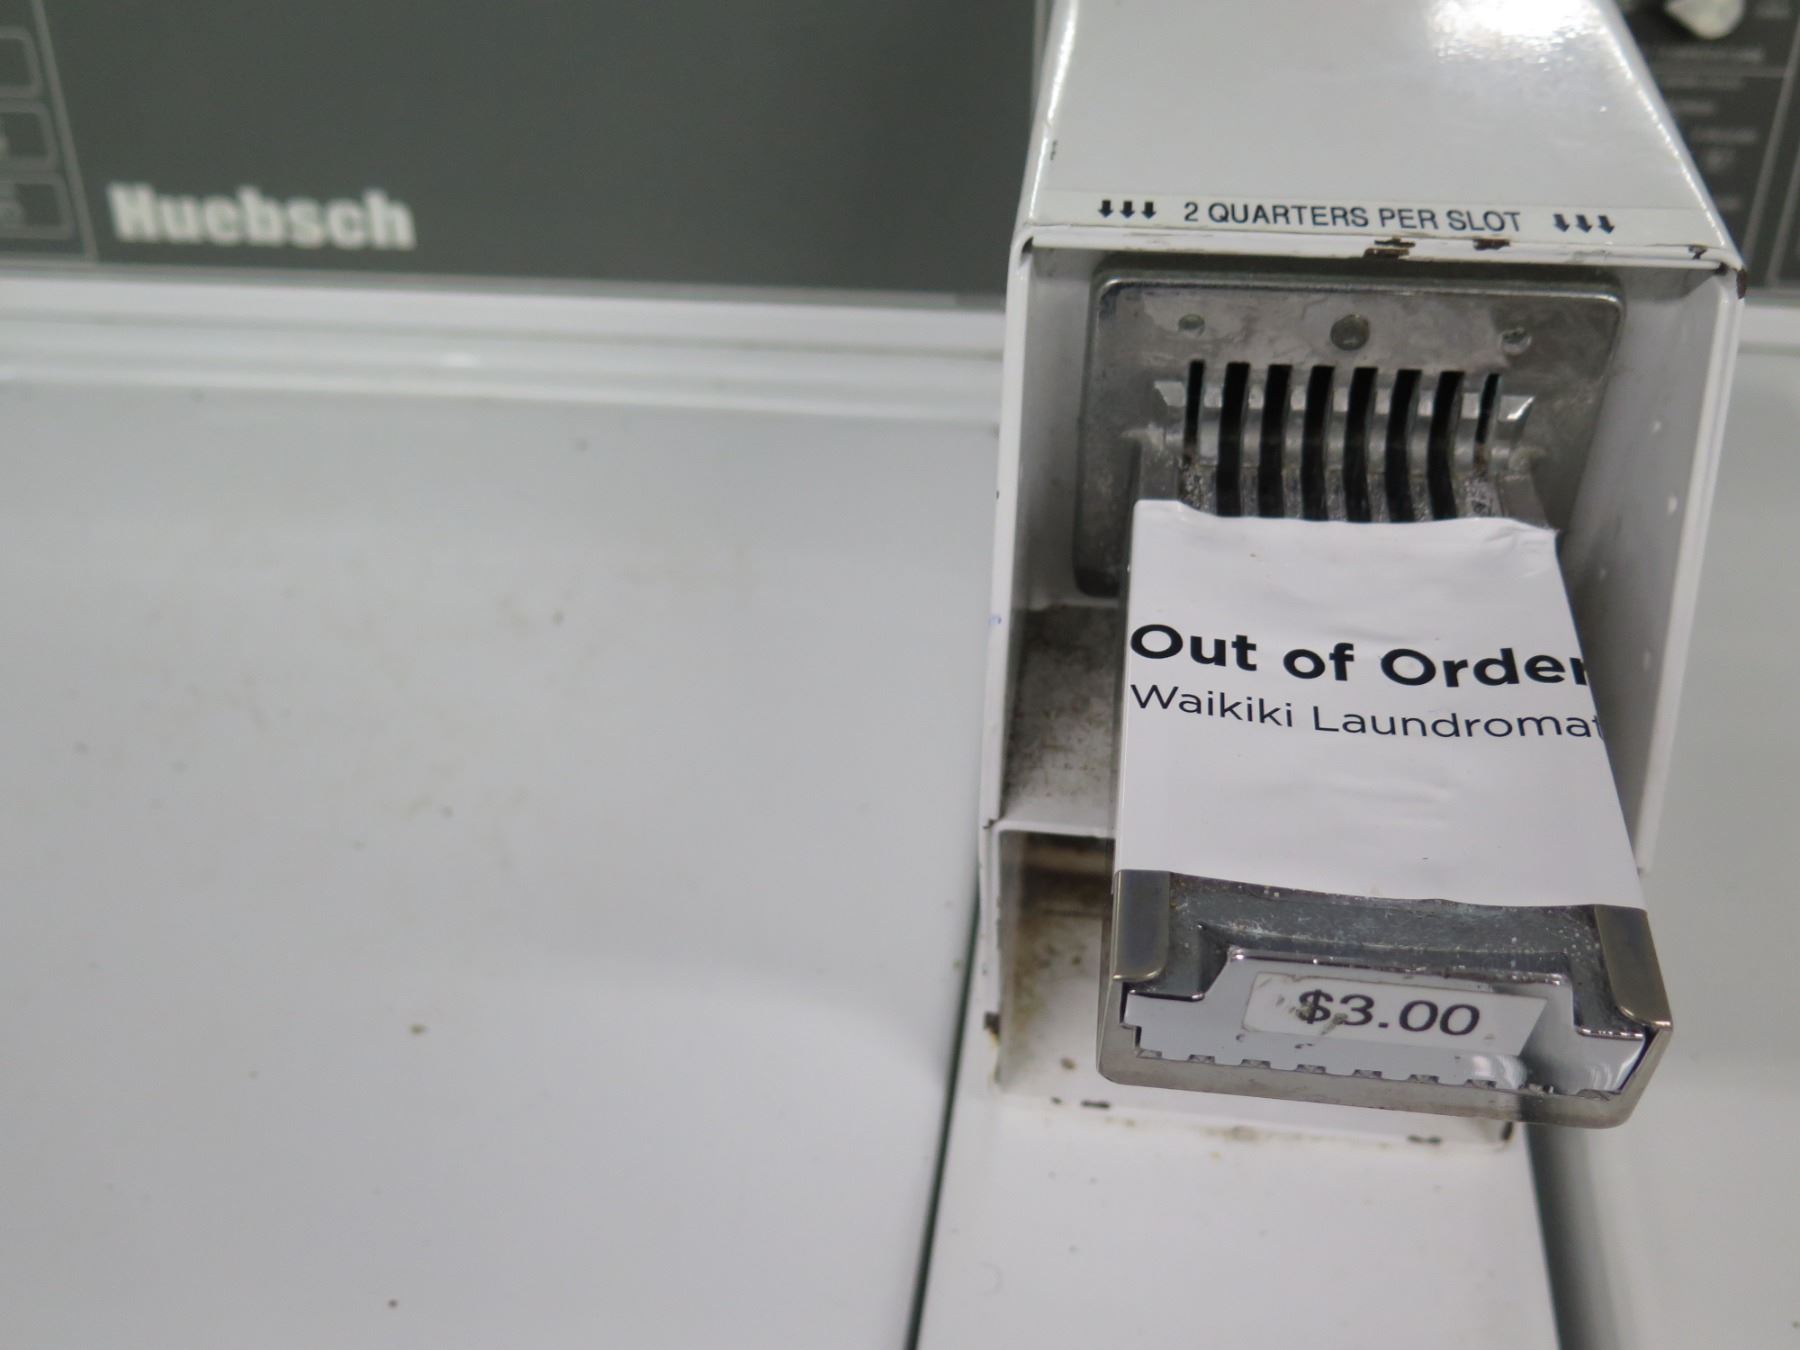 Huebsch
↓↓↓ 2 QUARTERS PER SLOT ↓↓↓
Out of Order
Waikiki Laundromat
$3.00